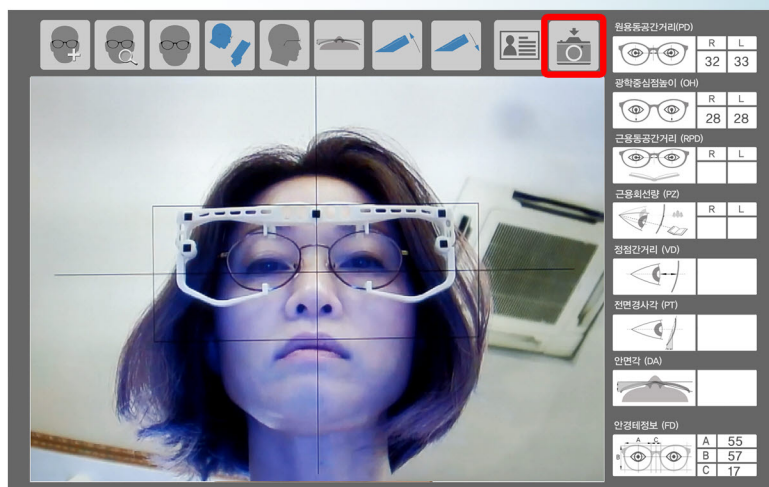 원용동공간거리(PD)
R L
32 33
광학중심점높이 (OH)
R L
28 28
근용동공간거리 (RPD)
R L
근용회선량 (PZ)
R L
정점간거리 (VD)
전면경사각 (PT)
안면각 (DA)
안경테정보 (FD)
A C
B
A 55
B 57
C 17